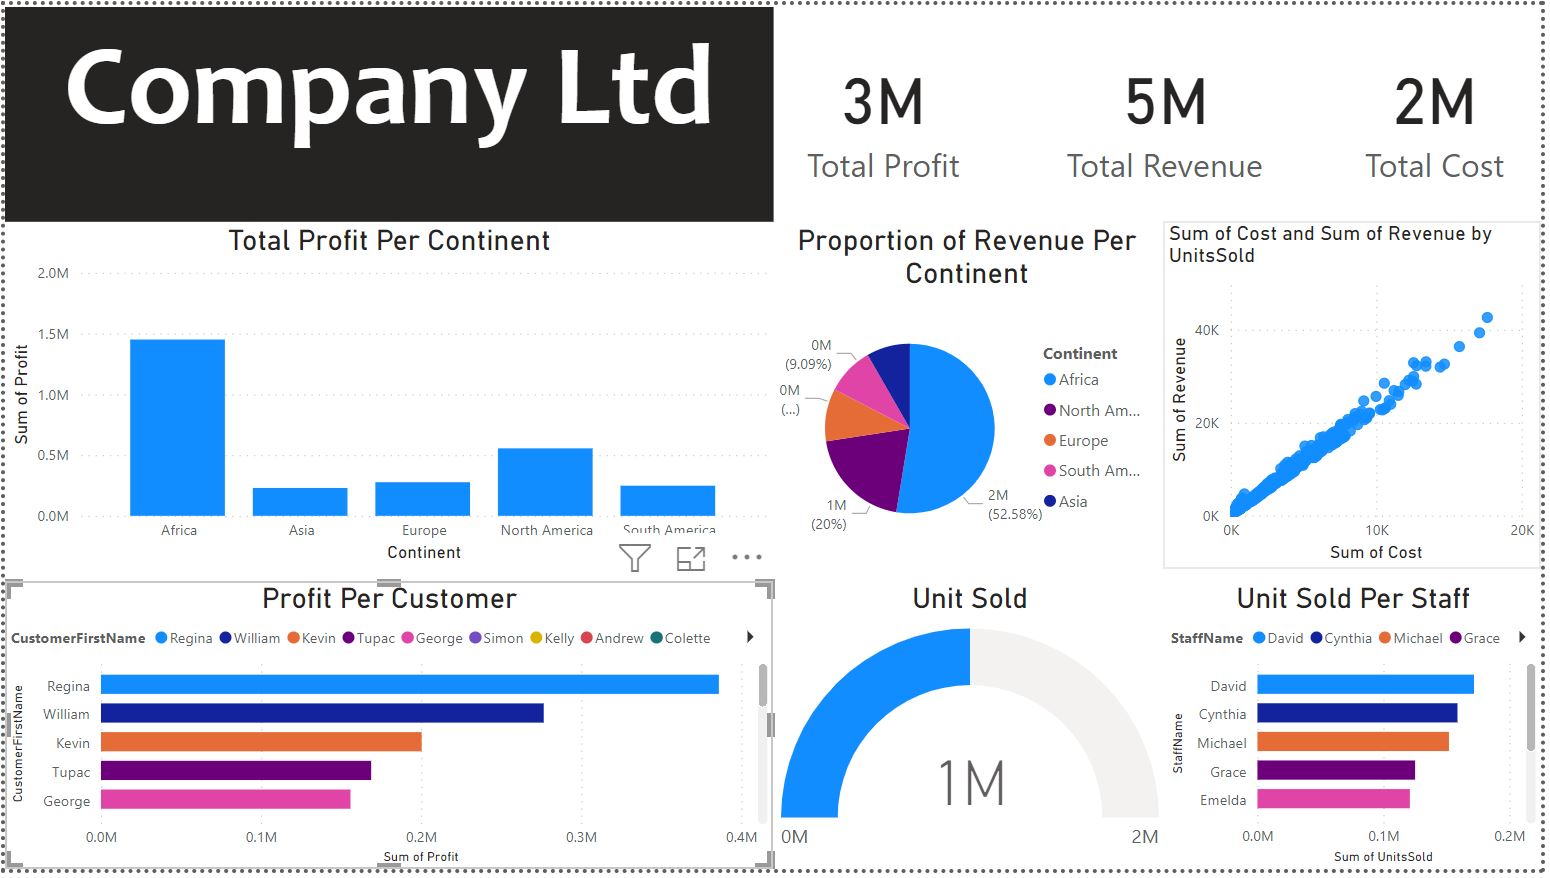 Company Ltd
3M
Total Profit
5M
Total Revenue
2M
Total Cost
Total Profit Per Continent
2.0M
1.5M
1.0M
0.5M
0.0M
Sum of Profit
Africa
Asia
Europe
North America
South America
Continent
Proportion of Revenue Per
Continent
0M
(9.09%)
0M
(...)
1M
(20%)
2M
(52.58%)
Continent
Africa
North Am...
Europe
South Am...
Asia
Sum of Cost and Sum of Revenue by
UnitsSold
40K
20K
0K
Sum of Revenue
0K
10K
20K
Sum of Cost
Profit Per Customer
CustomerFirstName Regina William Kevin Tupac George Simon Kelly Andrew Colette
CustomerFirstName
Regina
William
Kevin
Tupac
George
0.0M
0.1M
0.2M
0.3M
0.4M
Sum of Profit
Unit Sold
1M
0M
2M
Unit Sold Per Staff
StaffName David Cynthia Michael Grace
StaffName
David
Cynthia
Michael
Grace
Emelda
0.0M
0.1M
0.2M
Sum of UnitsSold